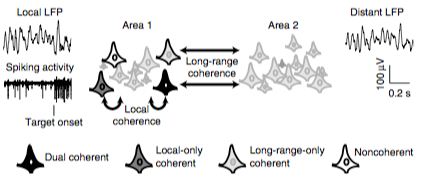 Local LFP
Area 1
Area 2
Distant LFP
Spiking activity
Long-range
coherence
100 µV
0.2 s
Local
coherence
Target onset
Dual coherent
Local-only
coherent
Long-range-only
coherent
Noncoherent